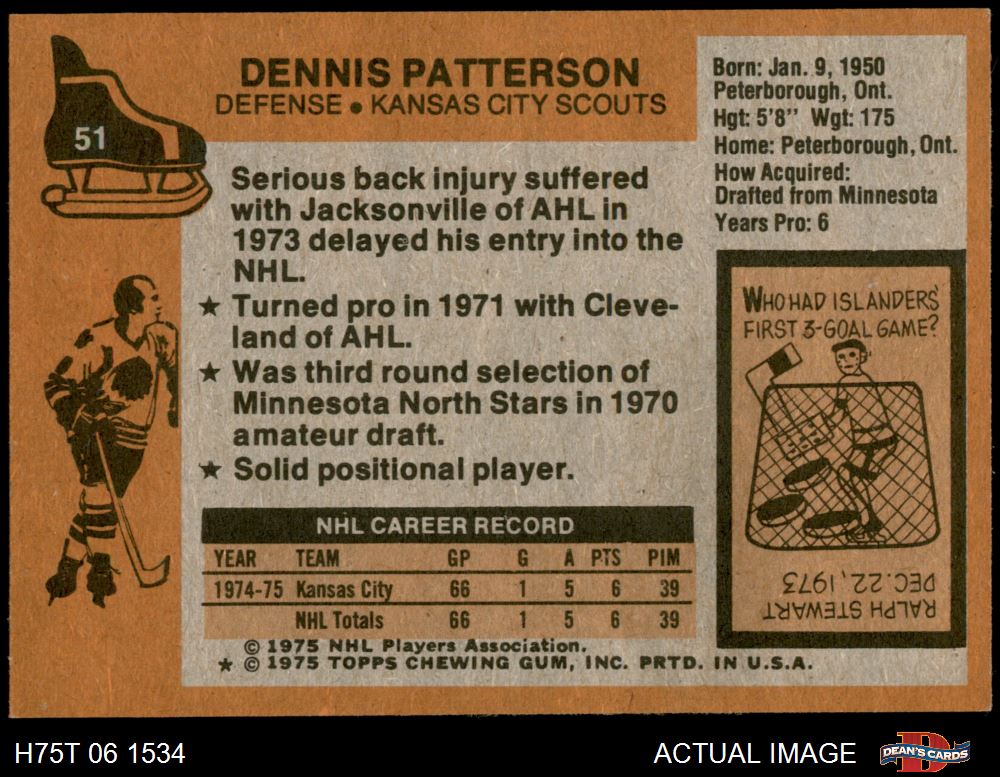 51
DENNIS PATTERSON
DEFENSE • KANSAS CITY SCOUTS
Serious back injury suffered
with Jacksonville of AHL in
1973 delayed his entry into the
NHL.
★ Turned pro in 1971 with Cleve-
land of AHL.
★ Was third round selection of
Minnesota North Stars in 1970
amateur draft.
★ Solid positional player.
Born: Jan. 9, 1950
Peterborough, Ont.
Hgt: 5'8" Wgt: 175
Home: Peterborough, Ont.
How Acquired:
Drafted from Minnesota
Years Pro: 6
WHO HAD ISLANDERS'
FIRST 3-GOAL GAME?
RALPH STEWART
DEC. 22, 1973
NHL CAREER RECORD
YEAR TEAM GP G A PTS PIM
1974-75 Kansas City 66 1 5 6 39
NHL Totals 66 1 5 6 39
© 1975 NHL Players Association.
★ © 1975 TOPPS CHEWING GUM, INC. PRTD. IN U.S.A.
H75T 06 1534
ACTUAL IMAGE
D
DEAN'S CARDS